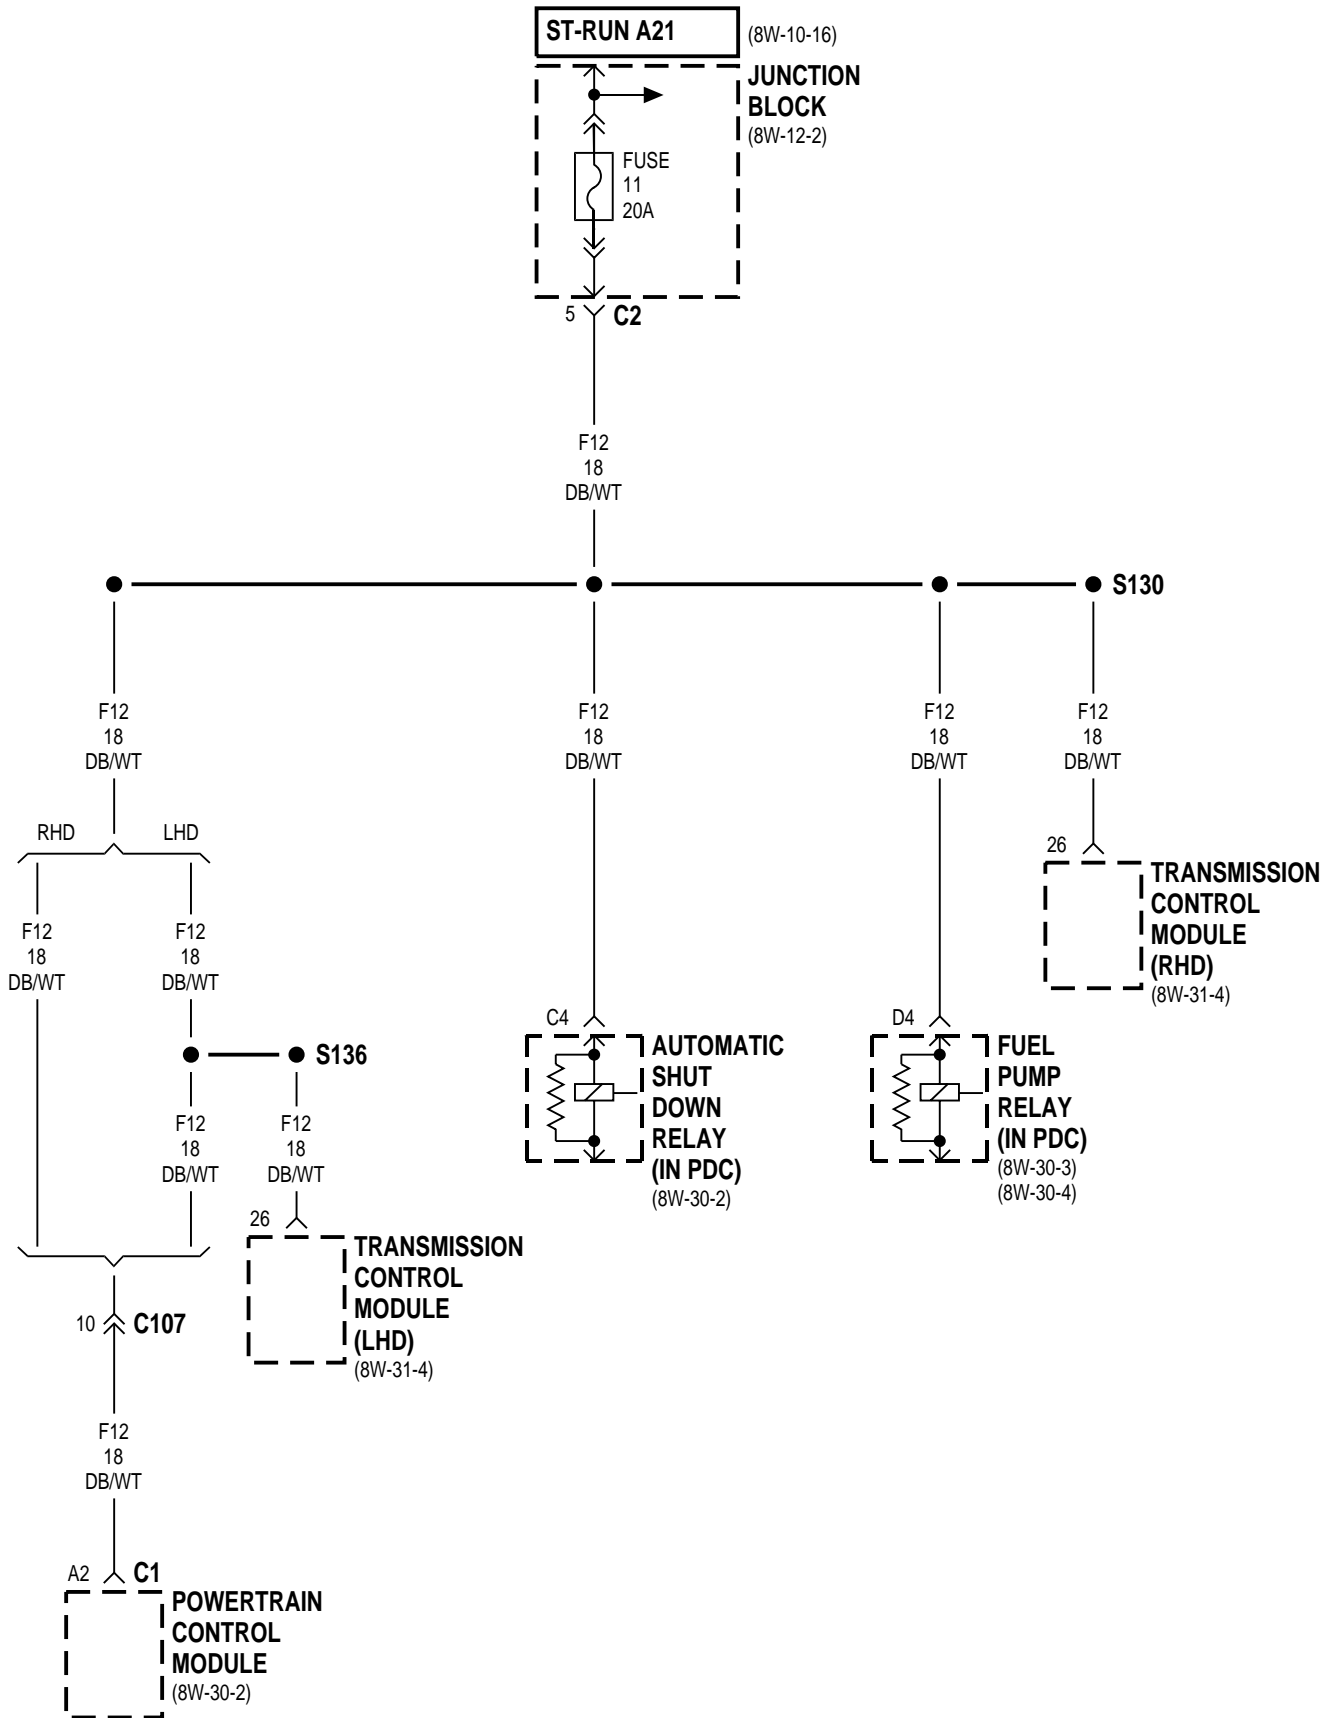 ST-RUN A21
(8W-10-16)
JUNCTION
BLOCK
(8W-12-2)
FUSE
11
20A
5
C2
F12
18
DB/WT
S130
F12
18
DB/WT
F12
18
DB/WT
F12
18
DB/WT
F12
18
DB/WT
RHD
LHD
F12
18
DB/WT
F12
18
DB/WT
26
TRANSMISSION
CONTROL
MODULE
(RHD)
(8W-31-4)
C4
AUTOMATIC
SHUT
DOWN
RELAY
(IN PDC)
(8W-30-2)
D4
FUEL
PUMP
RELAY
(IN PDC)
(8W-30-3)
(8W-30-4)
S136
F12
18
DB/WT
F12
18
DB/WT
26
TRANSMISSION
CONTROL
MODULE
(LHD)
(8W-31-4)
10
C107
F12
18
DB/WT
A2
C1
POWERTRAIN
CONTROL
MODULE
(8W-30-2)